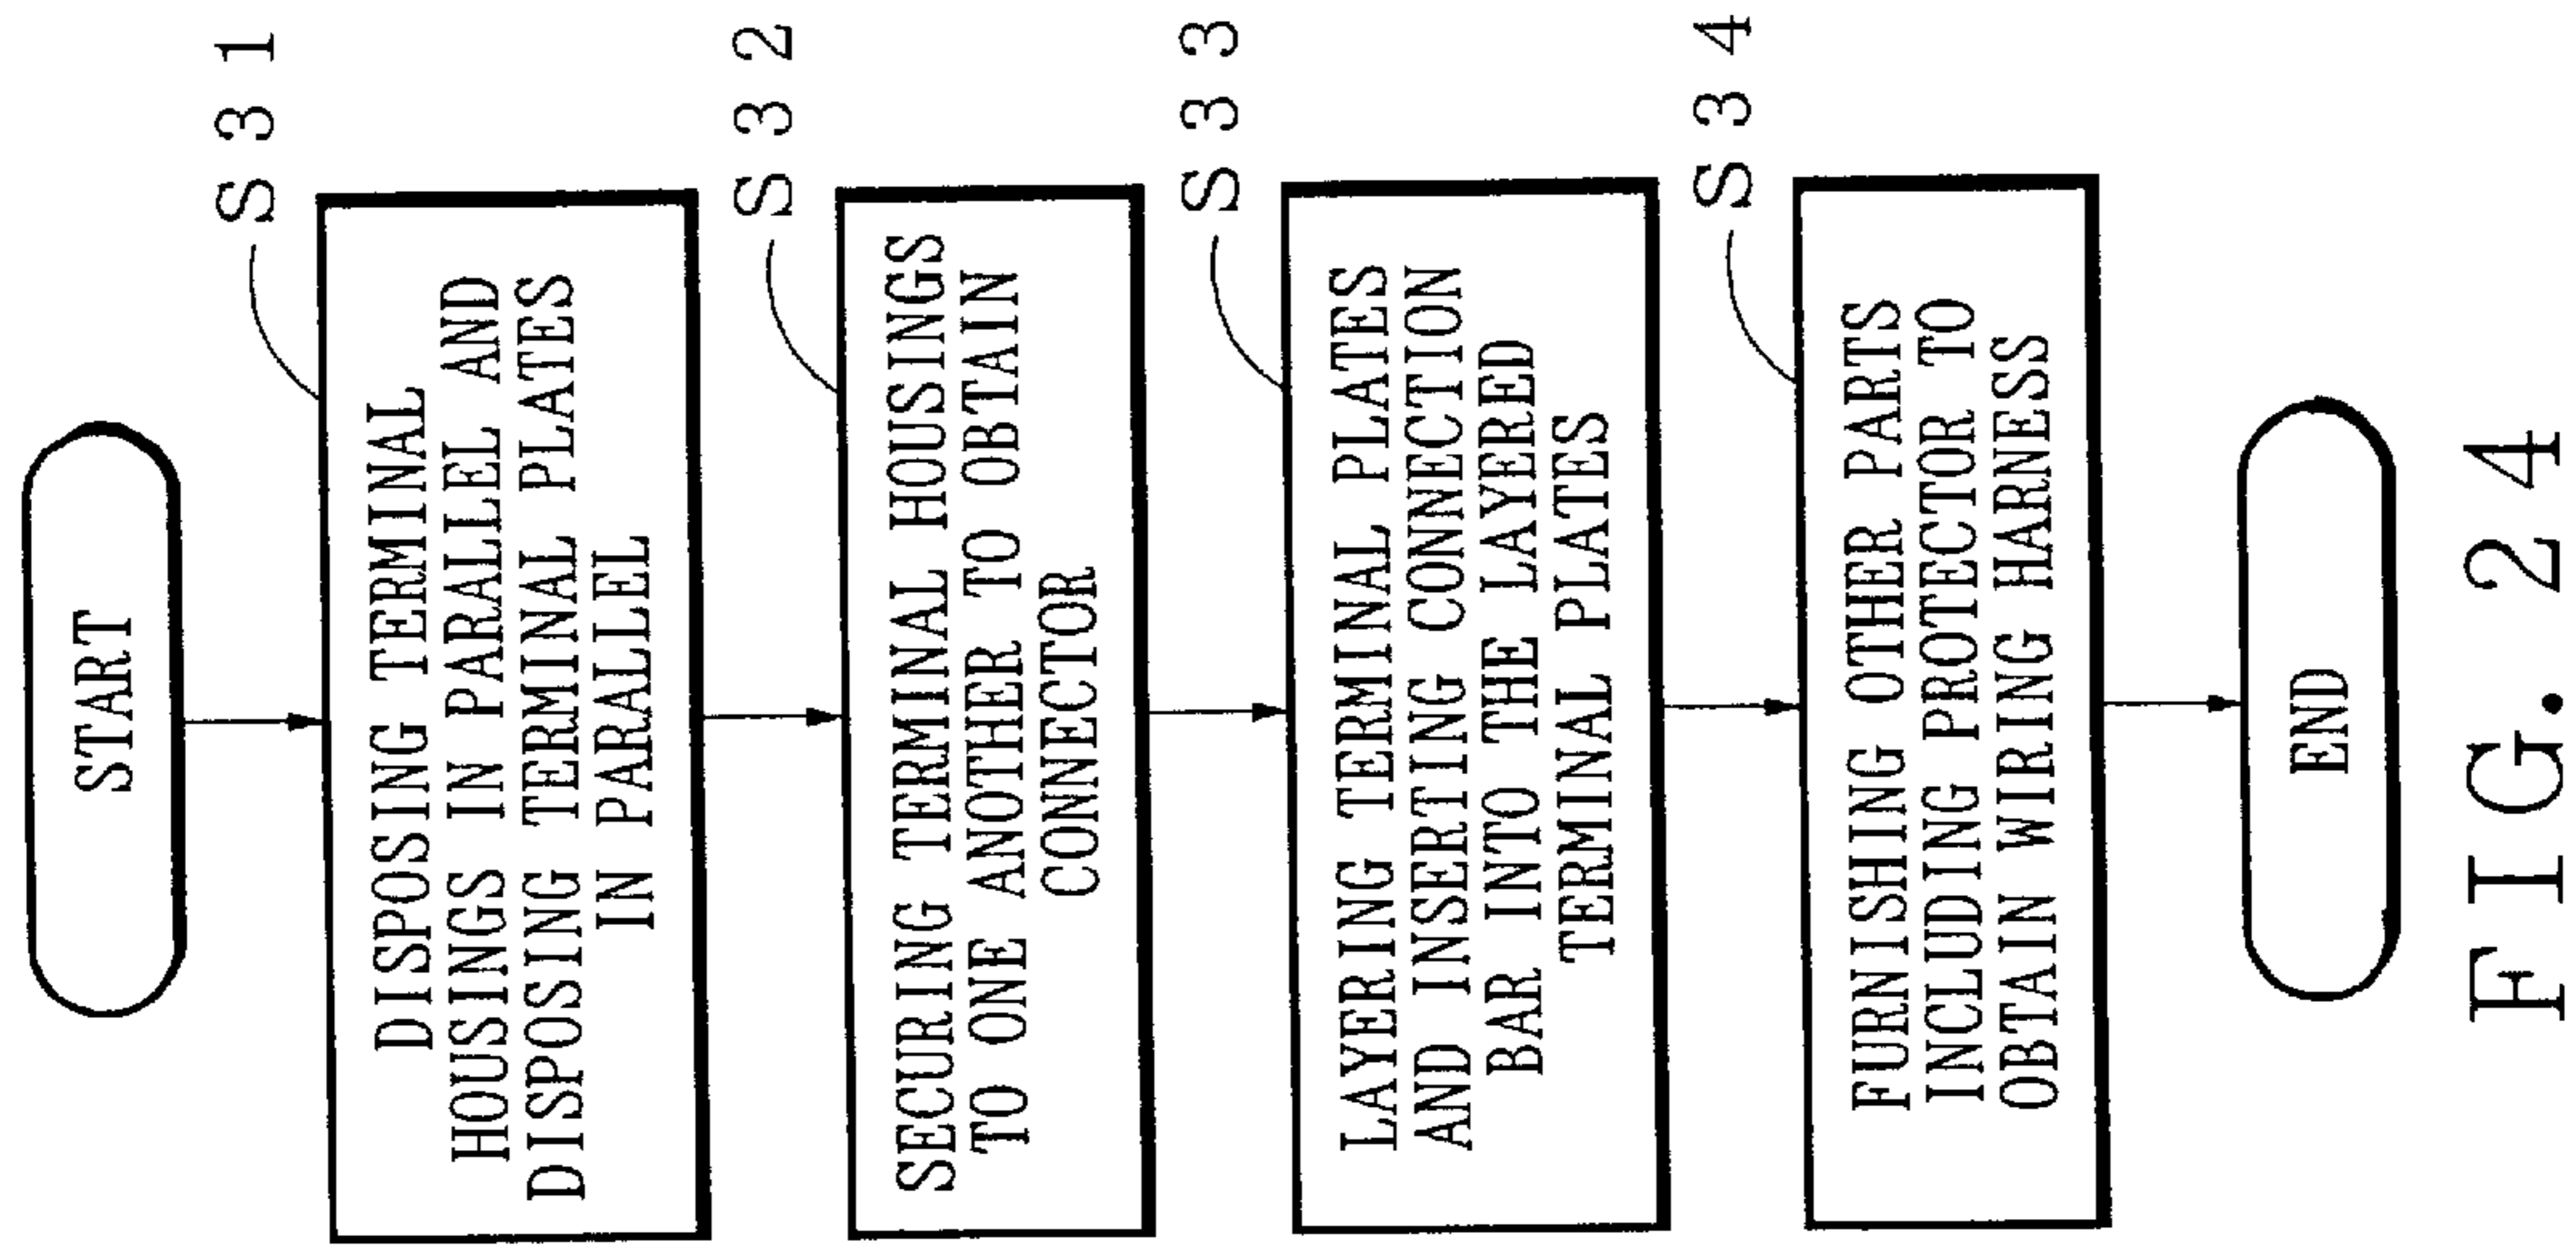 START
S31
DISPOSING TERMINAL
HOUSINGS IN PARALLEL AND
DISPOSING TERMINAL PLATES
IN PARALLEL
S32
SECURING TERMINAL HOUSINGS
TO ONE ANOTHER TO OBTAIN
CONNECTOR
S33
LAYERING TERMINAL PLATES
AND INSERTING CONNECTION
BAR INTO THE LAYERED
TERMINAL PLATES
S34
FURNISHING OTHER PARTS
INCLUDING PROTECTOR TO
OBTAIN WIRING HARNESS
END
FIG. 24